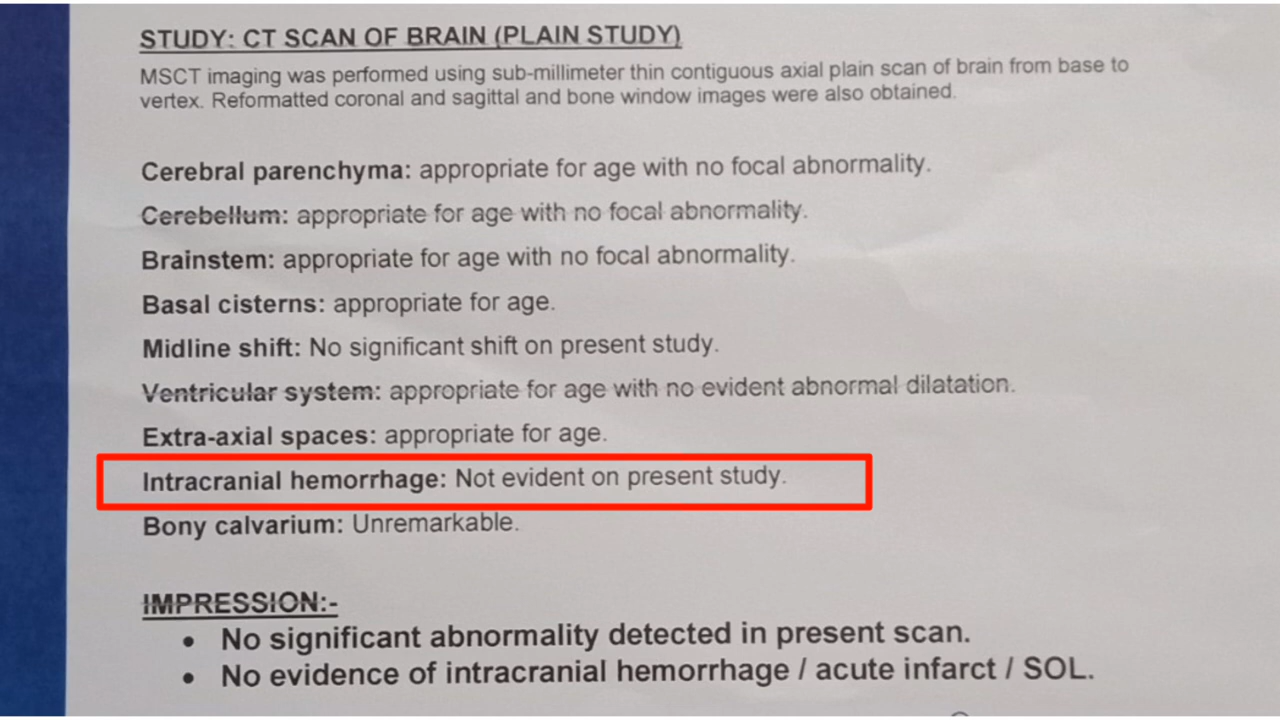 STUDY: CT SCAN OF BRAIN (PLAIN STUDY)
MSCT imaging was performed using sub-millimeter thin contiguous axial plain scan of brain from base to
vertex. Reformatted coronal and sagittal and bone window images were also obtained.
Cerebral parenchyma: appropriate for age with no focal abnormality.
Cerebellum: appropriate for age with no focal abnormality.
Brainstem: appropriate for age with no focal abnormality.
Basal cisterns: appropriate for age.
Midline shift: No significant shift on present study.
Ventricular system: appropriate for age with no evident abnormal dilatation.
Extra-axial spaces: appropriate for age.
Intracranial hemorrhage: Not evident on present study.
Bony calvarium: Unremarkable.
IMPRESSION:-
• No significant abnormality detected in present scan.
• No evidence of intracranial hemorrhage / acute infarct / SOL.